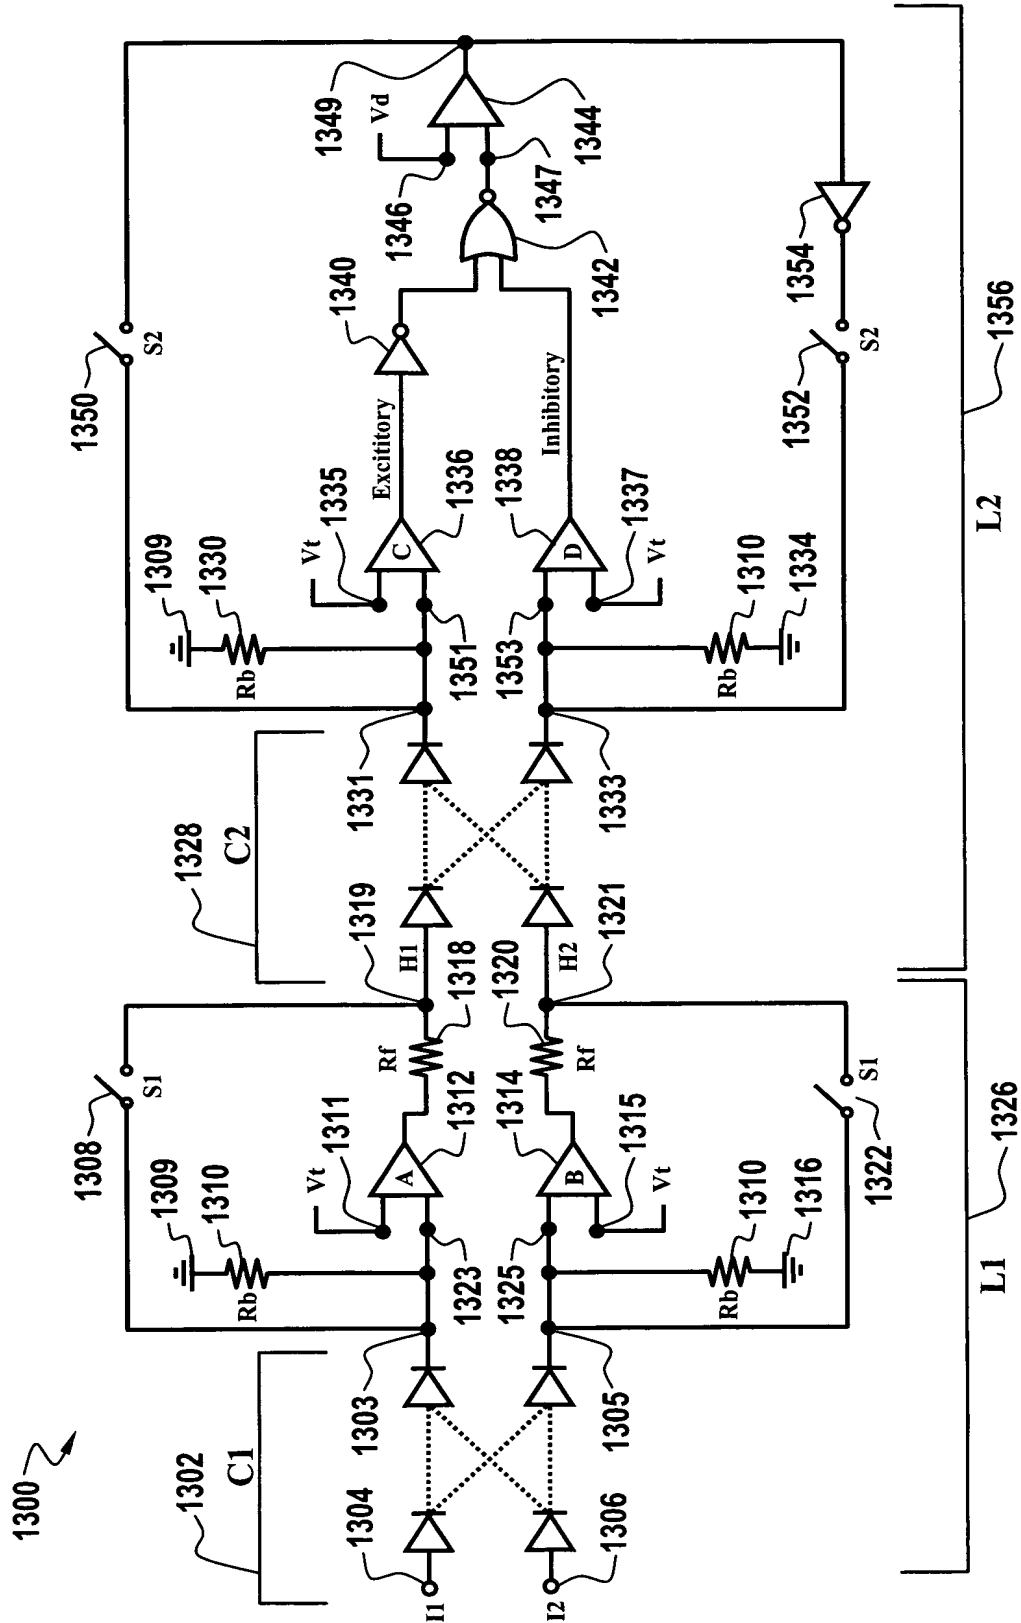 1300
1302
C1
1304
I1
I2
1306
1303
1305
1308
S1
1309
1310
Rb
Vt
1311
A
1312
1323
1325
B
1314
1315
Vt
Rb
1310
1316
1322
S1
Rf
1318
1319
H1
1320
Rf
1321
H2
L1
1326
1328
C2
1331
1333
1309
1330
Rb
Vt
1335
C
1336
1351
1353
D
1338
1337
Vt
Rb
1310
1334
1350
S2
Excititory
Inhibitory
1340
1342
1346
1347
Vd
1349
1344
1354
1352
S2
L2
1356